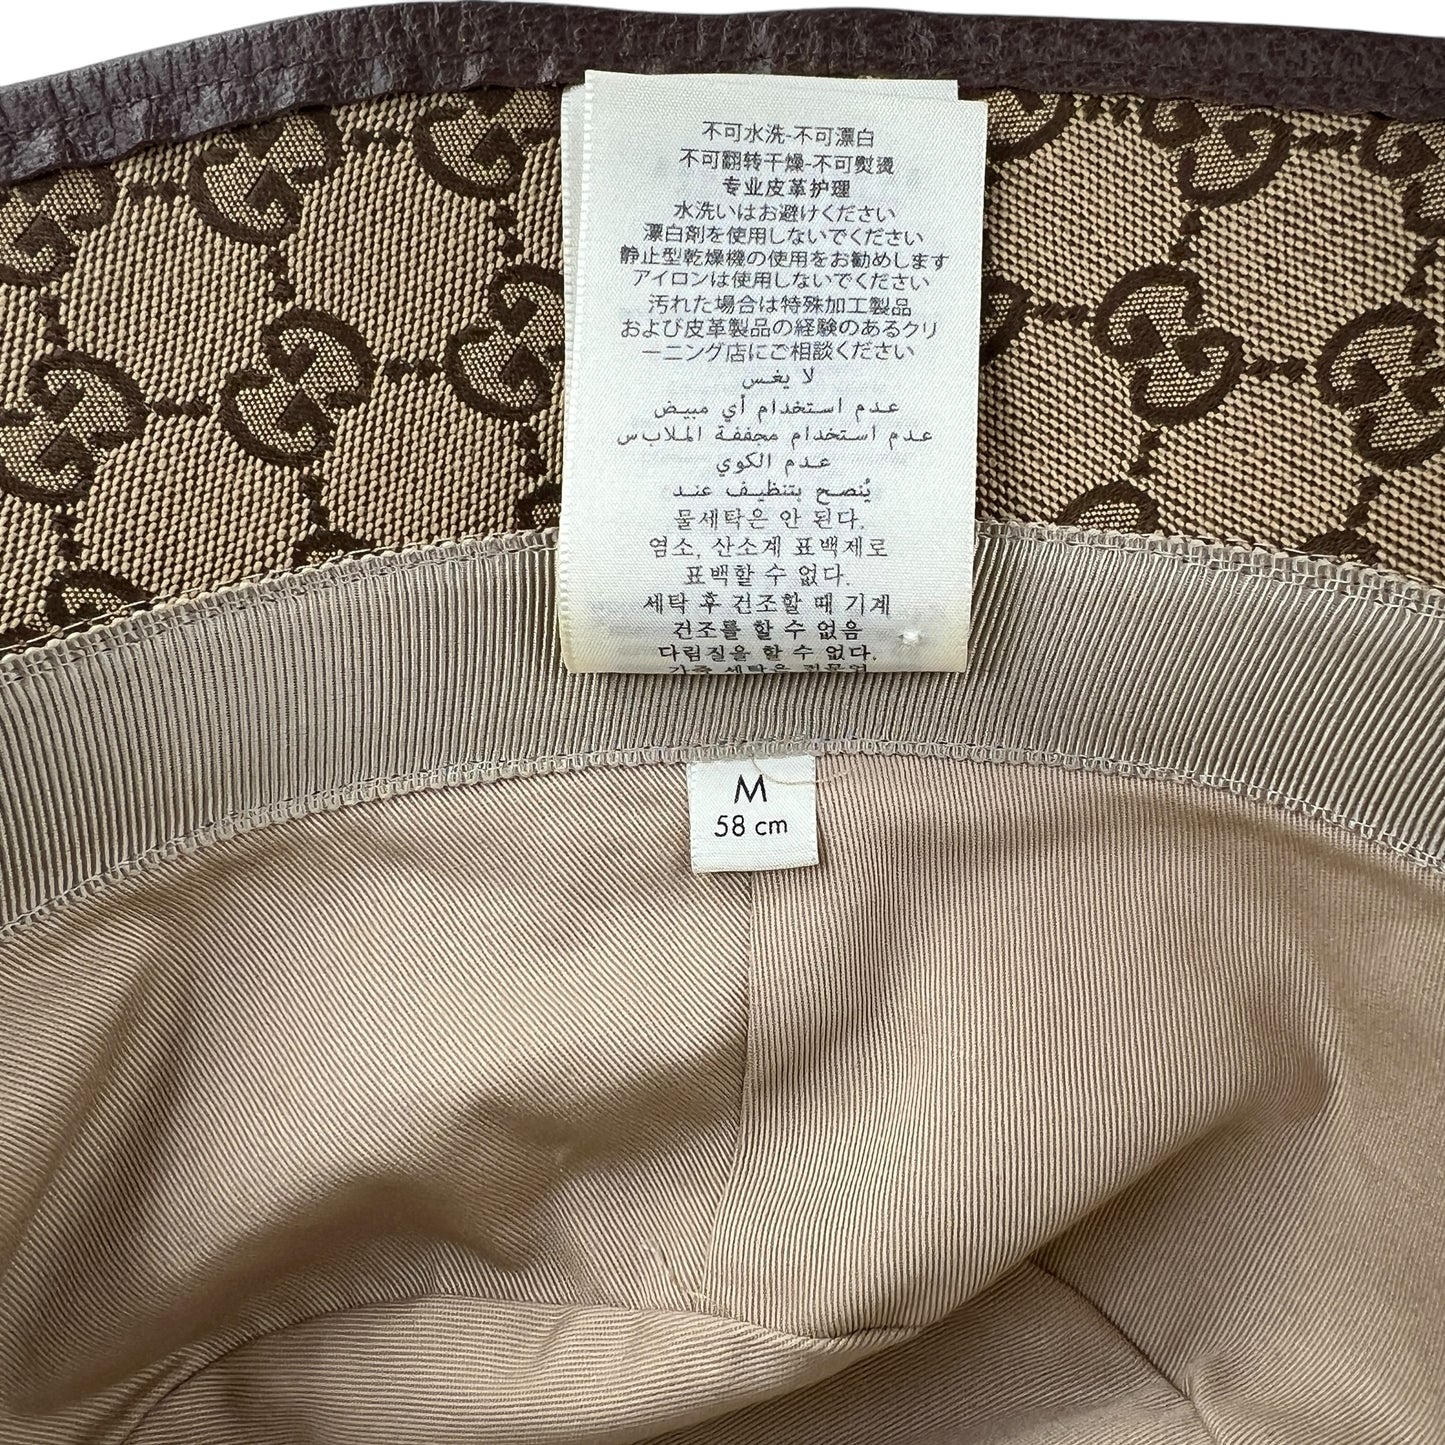 不可水洗-不可漂白
不可翻转干燥-不可熨烫
专业皮革护理
水洗いはお避けください
漂白剤を使用しないでください
静止型乾燥機の使用をお勧めします
アイロンは使用しないでください
汚れた場合は特殊加工製品
および皮革製品の経験のあるクリ
ーニング店にご相談ください
لا يغس
عدم استخدام أي مبيض
عدم استخدام مجففة الملابس
عدم الكوي
يُنصح بتنظيف عند
물세탁은 안 된다.
염소, 산소계 표백제로
표백할 수 없다.
세탁 후 건조할 때 기계
건조를 할 수 없음
다림질을 할 수 없다.
M
58 cm